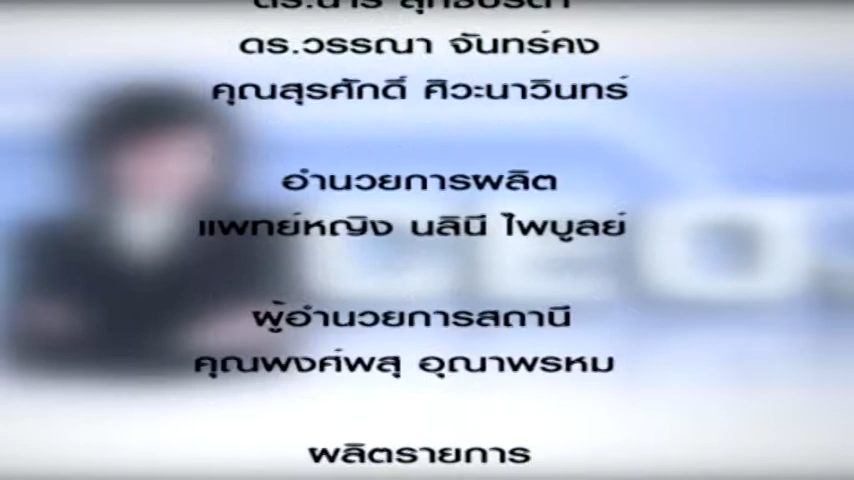 ดร.วรรณา จันทร์คง
คุณสุรศักดิ์ ศิวะนาวินทร์
อำนวยการผลิต
แพทย์หญิง นลินี ไพบูลย์
ผู้อำนวยการสถานี
คุณพงศ์พสุ อุณาพรหม
ผลิตรายการ